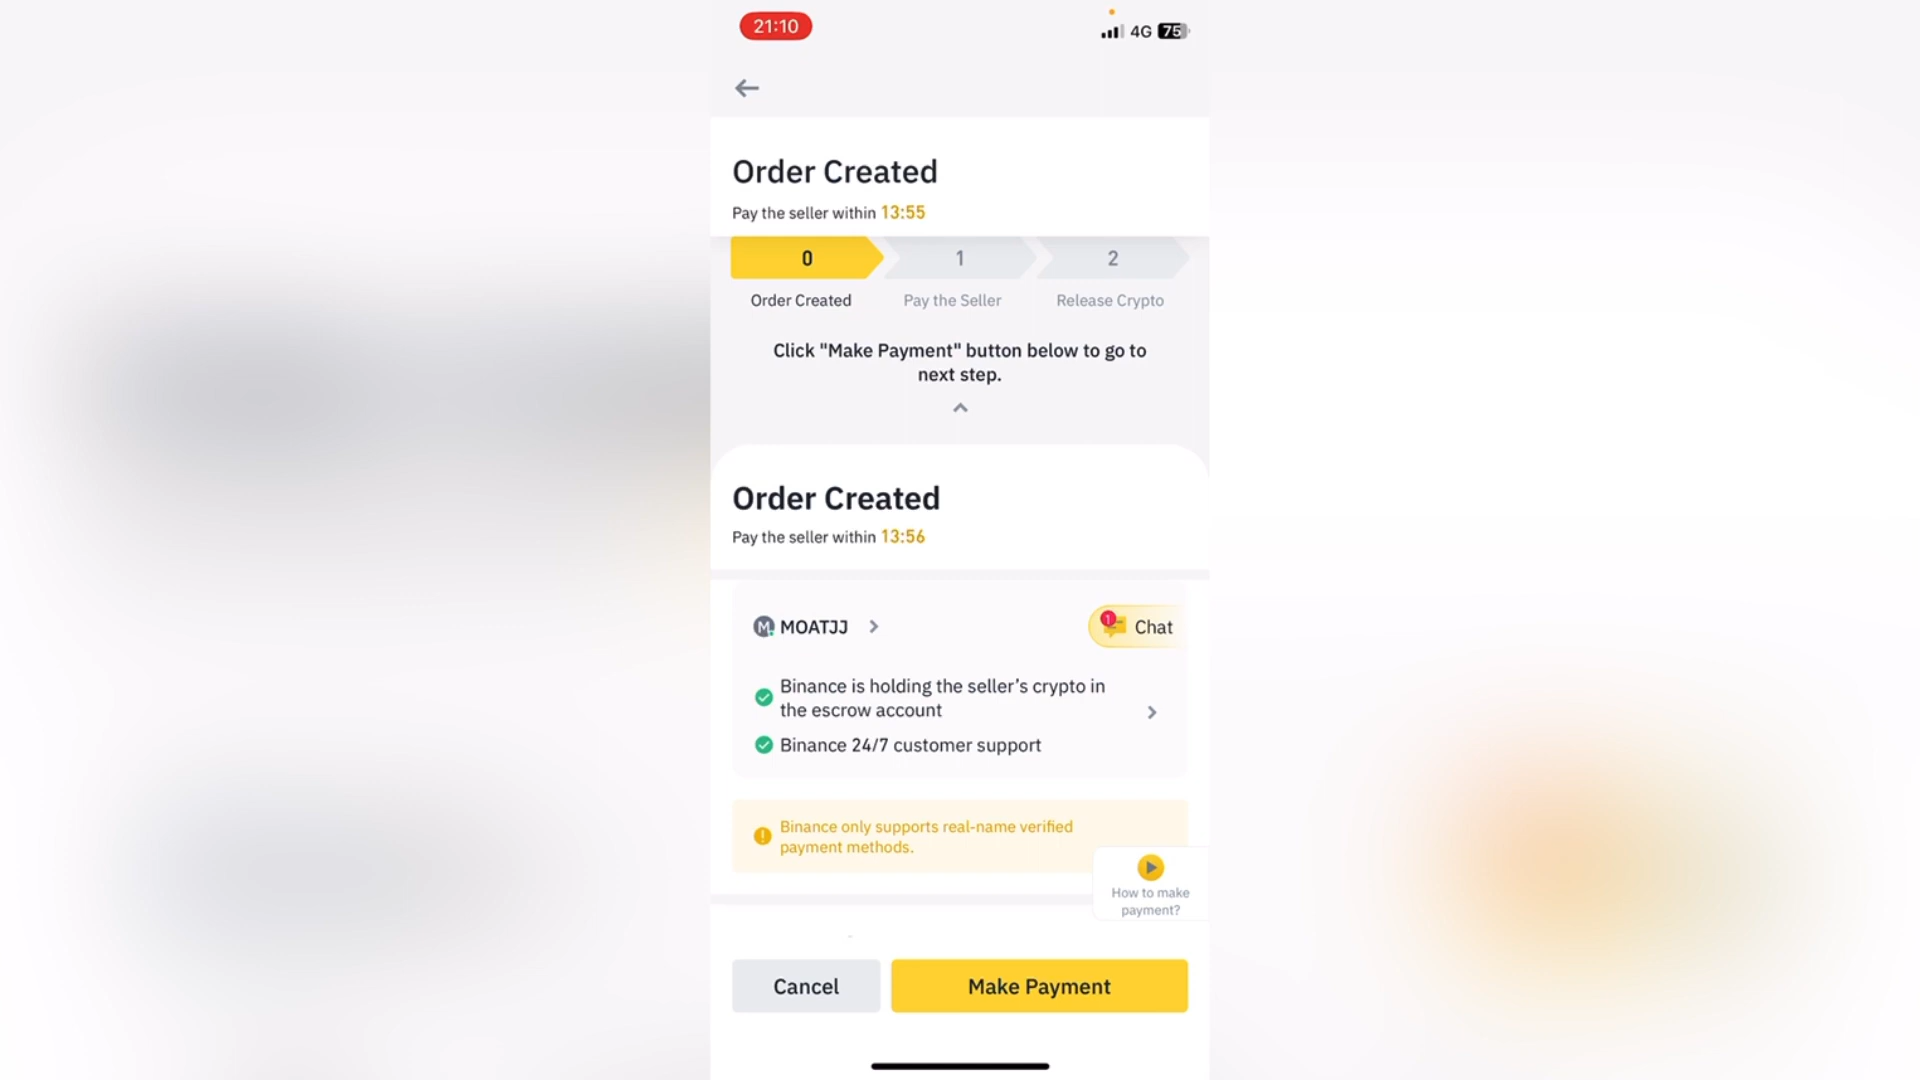 21:10
4G 75
Order Created
Pay the seller within 13:55
0 1 2
Order Created Pay the Seller Release Crypto
Click "Make Payment" button below to go to
next step.
Order Created
Pay the seller within 13:56
M MOATJJ
1 Chat
Binance is holding the seller's crypto in
the escrow account
Binance 24/7 customer support
Binance only supports real-name verified
payment methods.
How to make
payment?
Cancel Make Payment